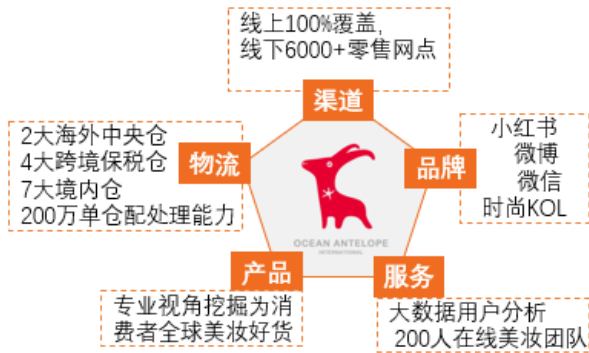 线上100%覆盖,
线下6000+零售网点
渠道
2大海外中央仓
4大跨境保税仓
7大境内仓
200万单仓配处理能力
物流
品牌
小红书
微博
微信
时尚KOL
OCEAN ANTELOPE
INTERNATIONAL
产品
专业视角挖掘为消
费者全球美妆好货
服务
大数据用户分析
200人在线美妆团队